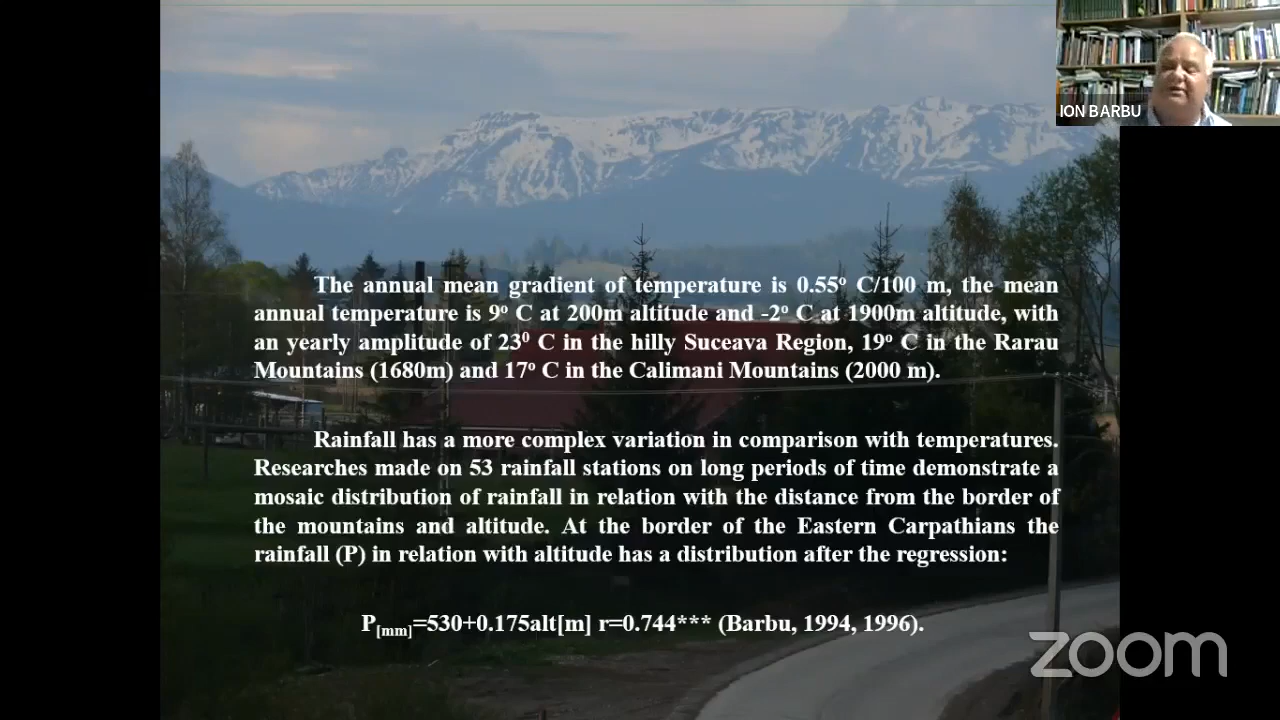 ION BARBU
The annual mean gradient of temperature is 0.55º C/100 m, the mean
annual temperature is 9º C at 200m altitude and -2º C at 1900m altitude, with
an yearly amplitude of 23⁰ C in the hilly Suceava Region, 19º C in the Rarau
Mountains (1680m) and 17º C in the Calimani Mountains (2000 m).
Rainfall has a more complex variation in comparison with temperatures.
Researches made on 53 rainfall stations on long periods of time demonstrate a
mosaic distribution of rainfall in relation with the distance from the border of
the mountains and altitude. At the border of the Eastern Carpathians the
rainfall (P) in relation with altitude has a distribution after the regression:
P[mm]=530+0.175alt[m] r=0.744*** (Barbu, 1994, 1996).
zoom